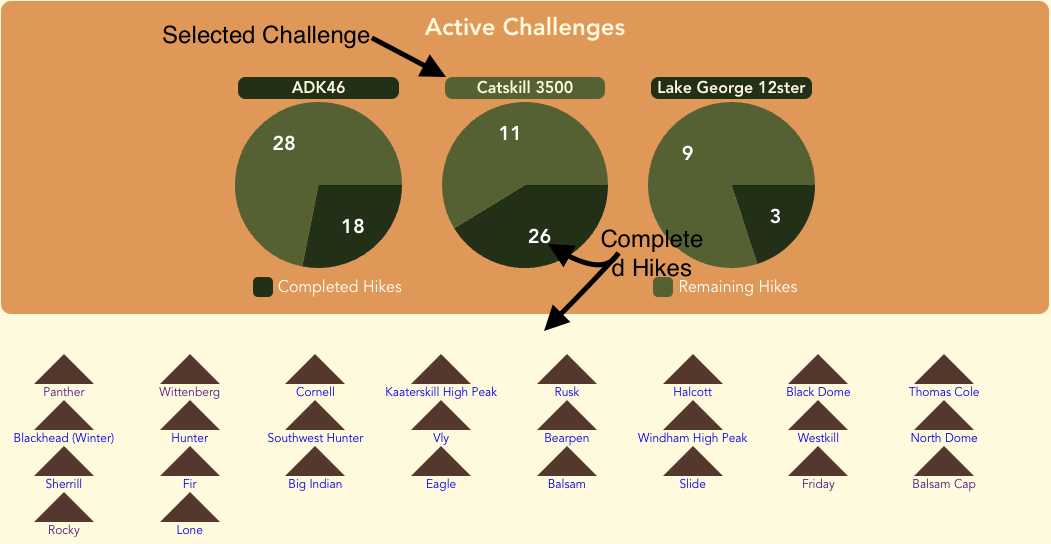 Active Challenges
Selected Challenge
ADK46
Catskill 3500
Lake George 12ster
28
18
11
26
9
3
Complete
d Hikes
Completed Hikes
Remaining Hikes
Panther
Wittenberg
Cornell
Kaaterskill High Peak
Rusk
Halcott
Black Dome
Thomas Cole
Blackhead (Winter)
Hunter
Southwest Hunter
Vly
Bearpen
Windham High Peak
Westkill
North Dome
Sherrill
Fir
Big Indian
Eagle
Balsam
Slide
Friday
Balsam Cap
Rocky
Lone